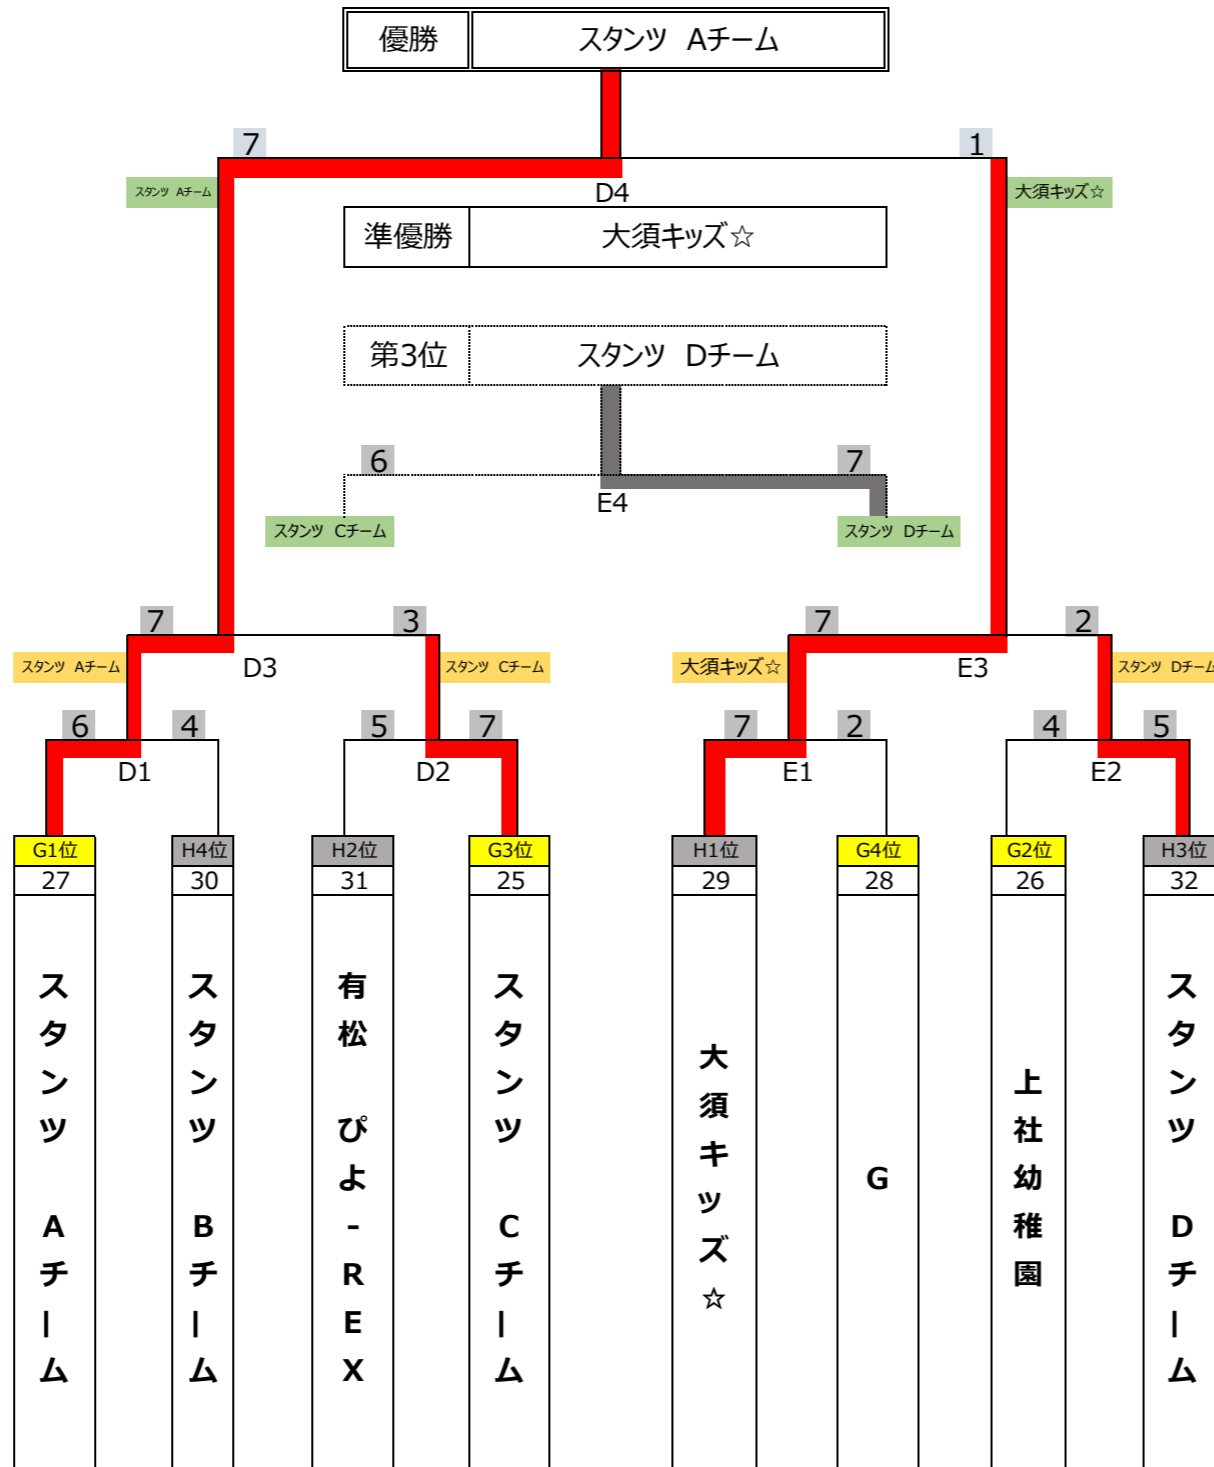 優勝 スタンツ Aチーム
7 1
スタンツ Aチーム 大須キッズ☆
D4
準優勝 大須キッズ☆
第3位 スタンツ Dチーム
6 7
E4
スタンツ Cチーム スタンツ Dチーム
7 3 7 2
スタンツ Aチーム D3 スタンツ Cチーム 大須キッズ☆ E3 スタンツ Dチーム
6 4 5 7 7 2 4 5
D1 D2 E1 E2
G1位 H4位 H2位 G3位 H1位 G4位 G2位 H3位
27 30 31 25 29 28 26 32
スタンツ Aチーム
スタンツ Bチーム
有松 ぴよ-REX
スタンツ Cチーム
大須キッズ☆
G
上社幼稚園
スタンツ Dチーム